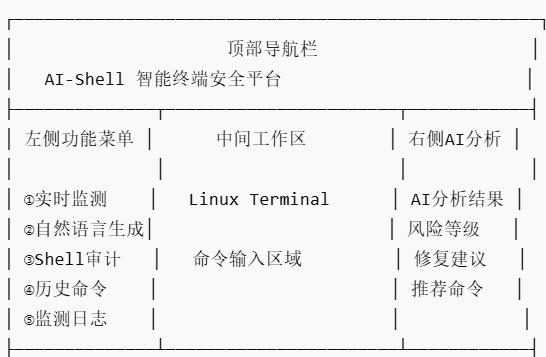 顶部导航栏
AI-Shell 智能终端安全平台
左侧功能菜单 中间工作区 右侧AI分析
①实时监测 Linux Terminal AI分析结果
②自然语言生成 风险等级
③Shell审计 命令输入区域 修复建议
④历史命令 推荐命令
⑤监测日志